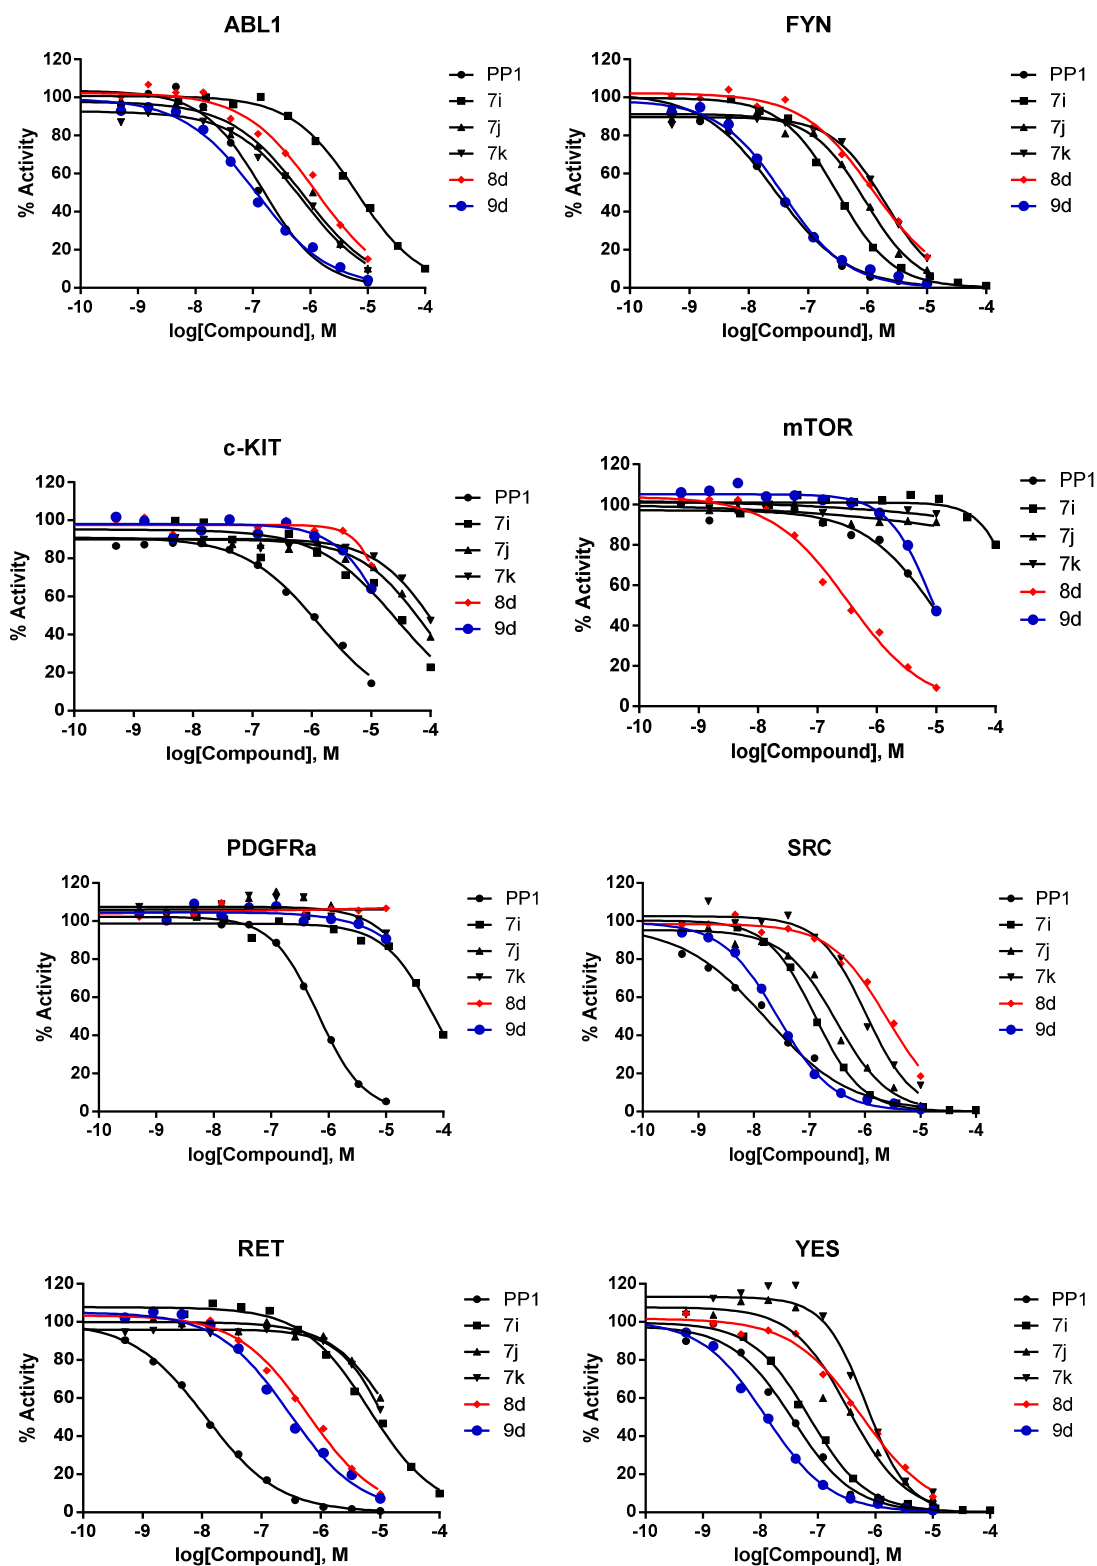 ABL1
120
100
80
60
40
20
0
% Activity
-10 -9 -8 -7 -6 -5 -4
log[Compound], M
PP1
7i
7j
7k
8d
9d
FYN
120
100
80
60
40
20
0
% Activity
-10 -9 -8 -7 -6 -5 -4
log[Compound], M
PP1
7i
7j
7k
8d
9d
c-KIT
120
100
80
60
40
20
0
% Activity
-10 -9 -8 -7 -6 -5 -4
log[Compound], M
PP1
7i
7j
7k
8d
9d
mTOR
120
100
80
60
40
20
0
% Activity
-10 -9 -8 -7 -6 -5 -4
log[Compound], M
PP1
7i
7j
7k
8d
9d
PDGFRa
120
100
80
60
40
20
0
% Activity
-10 -9 -8 -7 -6 -5 -4
log[Compound], M
PP1
7i
7j
7k
8d
9d
SRC
120
100
80
60
40
20
0
% Activity
-10 -9 -8 -7 -6 -5 -4
log[Compound], M
PP1
7i
7j
7k
8d
9d
RET
120
100
80
60
40
20
0
% Activity
-10 -9 -8 -7 -6 -5 -4
log[Compound], M
PP1
7i
7j
7k
8d
9d
YES
120
100
80
60
40
20
0
% Activity
-10 -9 -8 -7 -6 -5 -4
log[Compound], M
PP1
7i
7j
7k
8d
9d